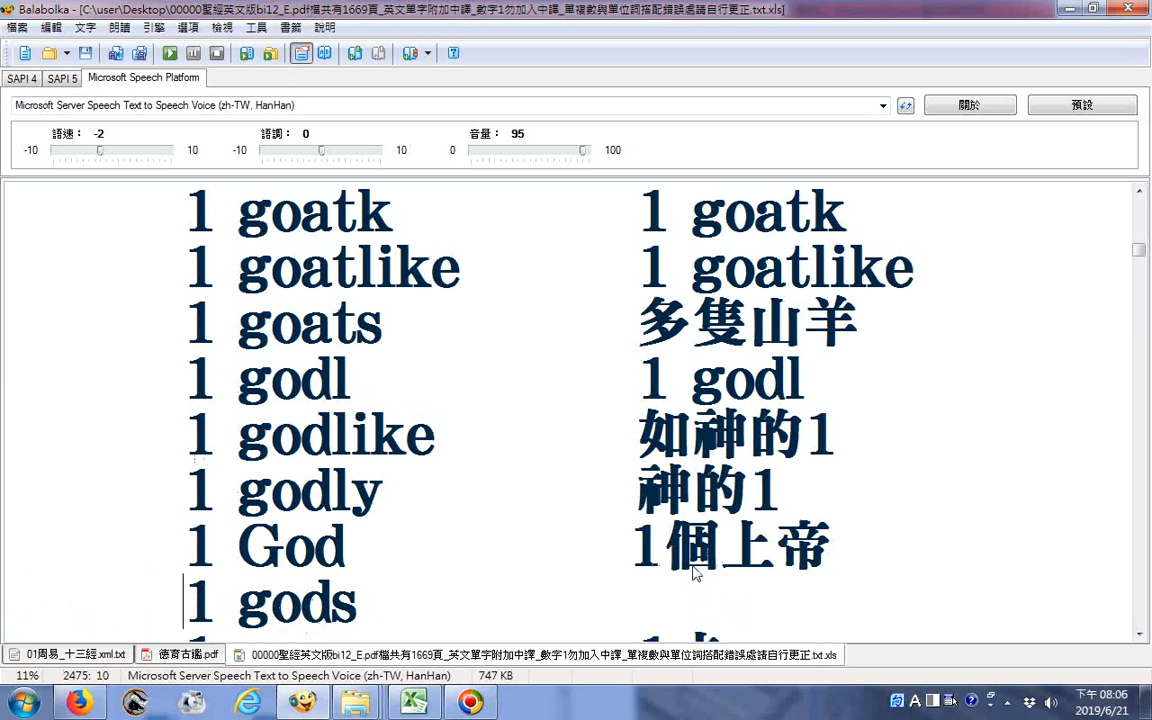 Balabolka - [C:\user\Desktop\00000聖經英文版bi12_E.pdf檔共有1669頁_英文單字附加中譯_數字1勿加入中譯_單複數與單位詞搭配錯誤處請自行更正.txt.xls]
檔案 編輯 文字 朗讀 引擎 選項 檢視 工具 書籤 說明
SAPI 4 SAPI 5 Microsoft Speech Platform
Microsoft Server Speech Text to Speech Voice (zh-TW, HanHan) 關於 預設
語速： -2 語調： 0 音量： 95
-10 10 -10 10 0 100
1 goatk 1 goatk
1 goatlike 1 goatlike
1 goats 多隻山羊
1 godl 1 godl
1 godlike 如神的1
1 godly 神的1
1 God 1個上帝
1 gods
01周易_十三經.xml.txt 德育古鑑.pdf 00000聖經英文版bi12_E.pdf檔共有1669頁_英文單字附加中譯_數字1勿加入中譯_單複數與單位詞搭配錯誤處請自行更正.txt.xls
11% 2475: 10 Microsoft Server Speech Text to Speech Voice (zh-TW, HanHan) 747 KB
A 下午 08:06
2019/6/21